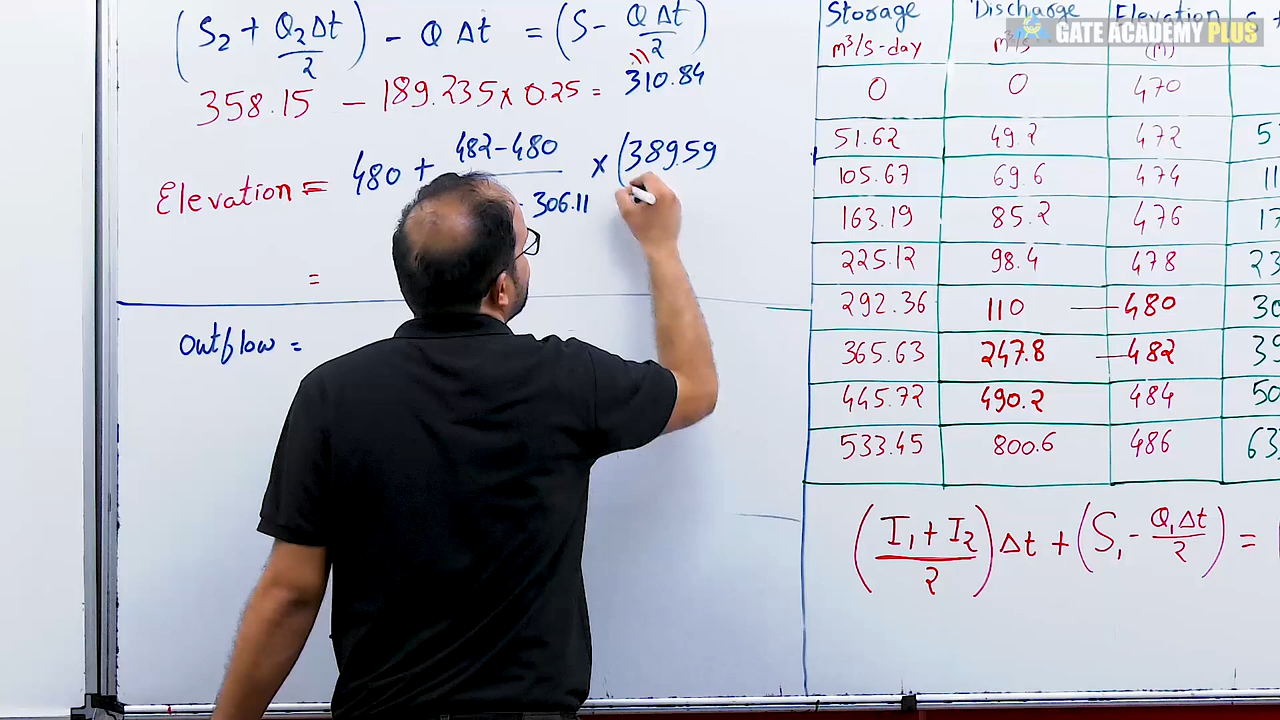 (S₂ + Q₂Δt/2) - Q Δt = (S - QΔt/2)
358.15 - 189.235 x 0.25 = 310.84
Elevation = 480 + 482-480 / - 306.11 x (389.59
=
Outflow =
Storage Discharge Elevation
m³/s-day m³/s (m)
0 0 470
51.62 49.2 472
105.67 69.6 474
163.19 85.2 476
225.12 98.4 478
292.36 110 480
365.63 247.8 482
445.72 490.2 484
533.45 800.6 486
(I₁ + I₂/2) Δt + (S₁ - Q₁Δt/2) =
GATE ACADEMY PLUS